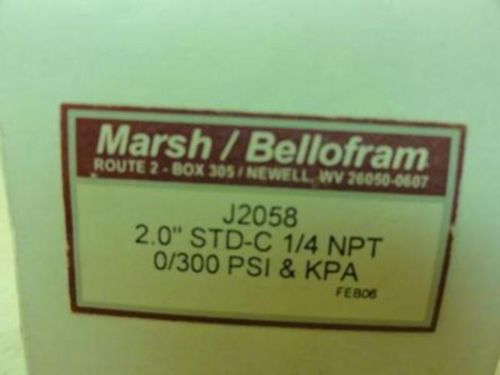 Marsh / Bellofram
ROUTE 2 - BOX 305 / NEWELL, WV 26050-0607
J2058
2.0" STD-C 1/4 NPT
0/300 PSI & KPA
FEB06